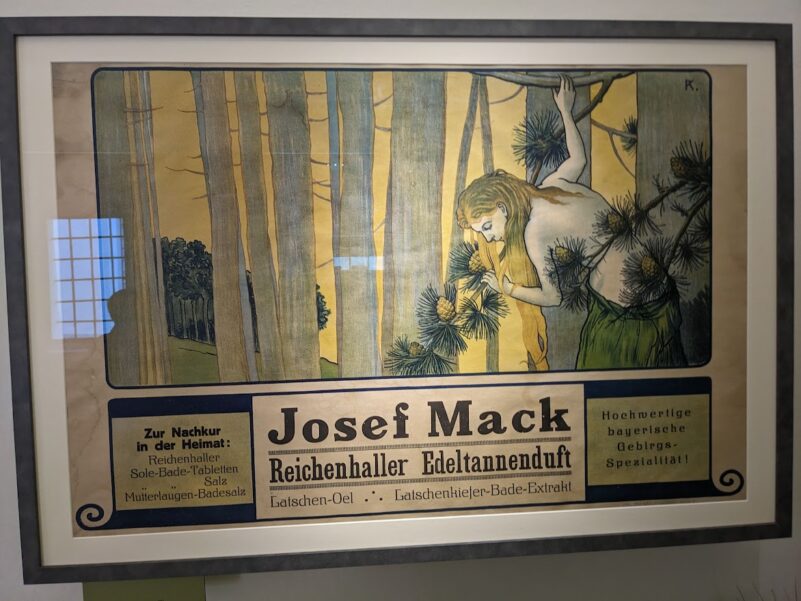 R.
Josef Mack
Reichenhaller Edeltannenduft
Latschen-Oel ∴ Latschenkiefer-Bade-Extrakt
Zur Nachkur
in der Heimat:
Reichenhaller
Sole-Bade-Tabletten
„ Salz
Mutterlaugen-Badesalz
Hochwertige
bayerische
Gebirgs-
Spezialität!